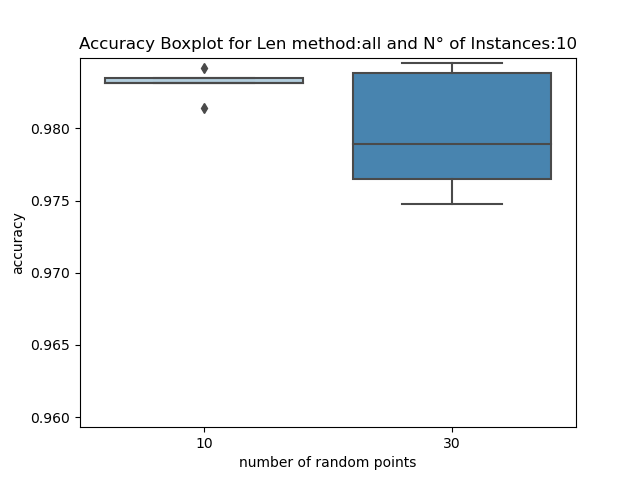 Accuracy Boxplot for Len method:all and N° of Instances:10
0.980
0.975
0.970
0.965
0.960
accuracy
10
30
number of random points